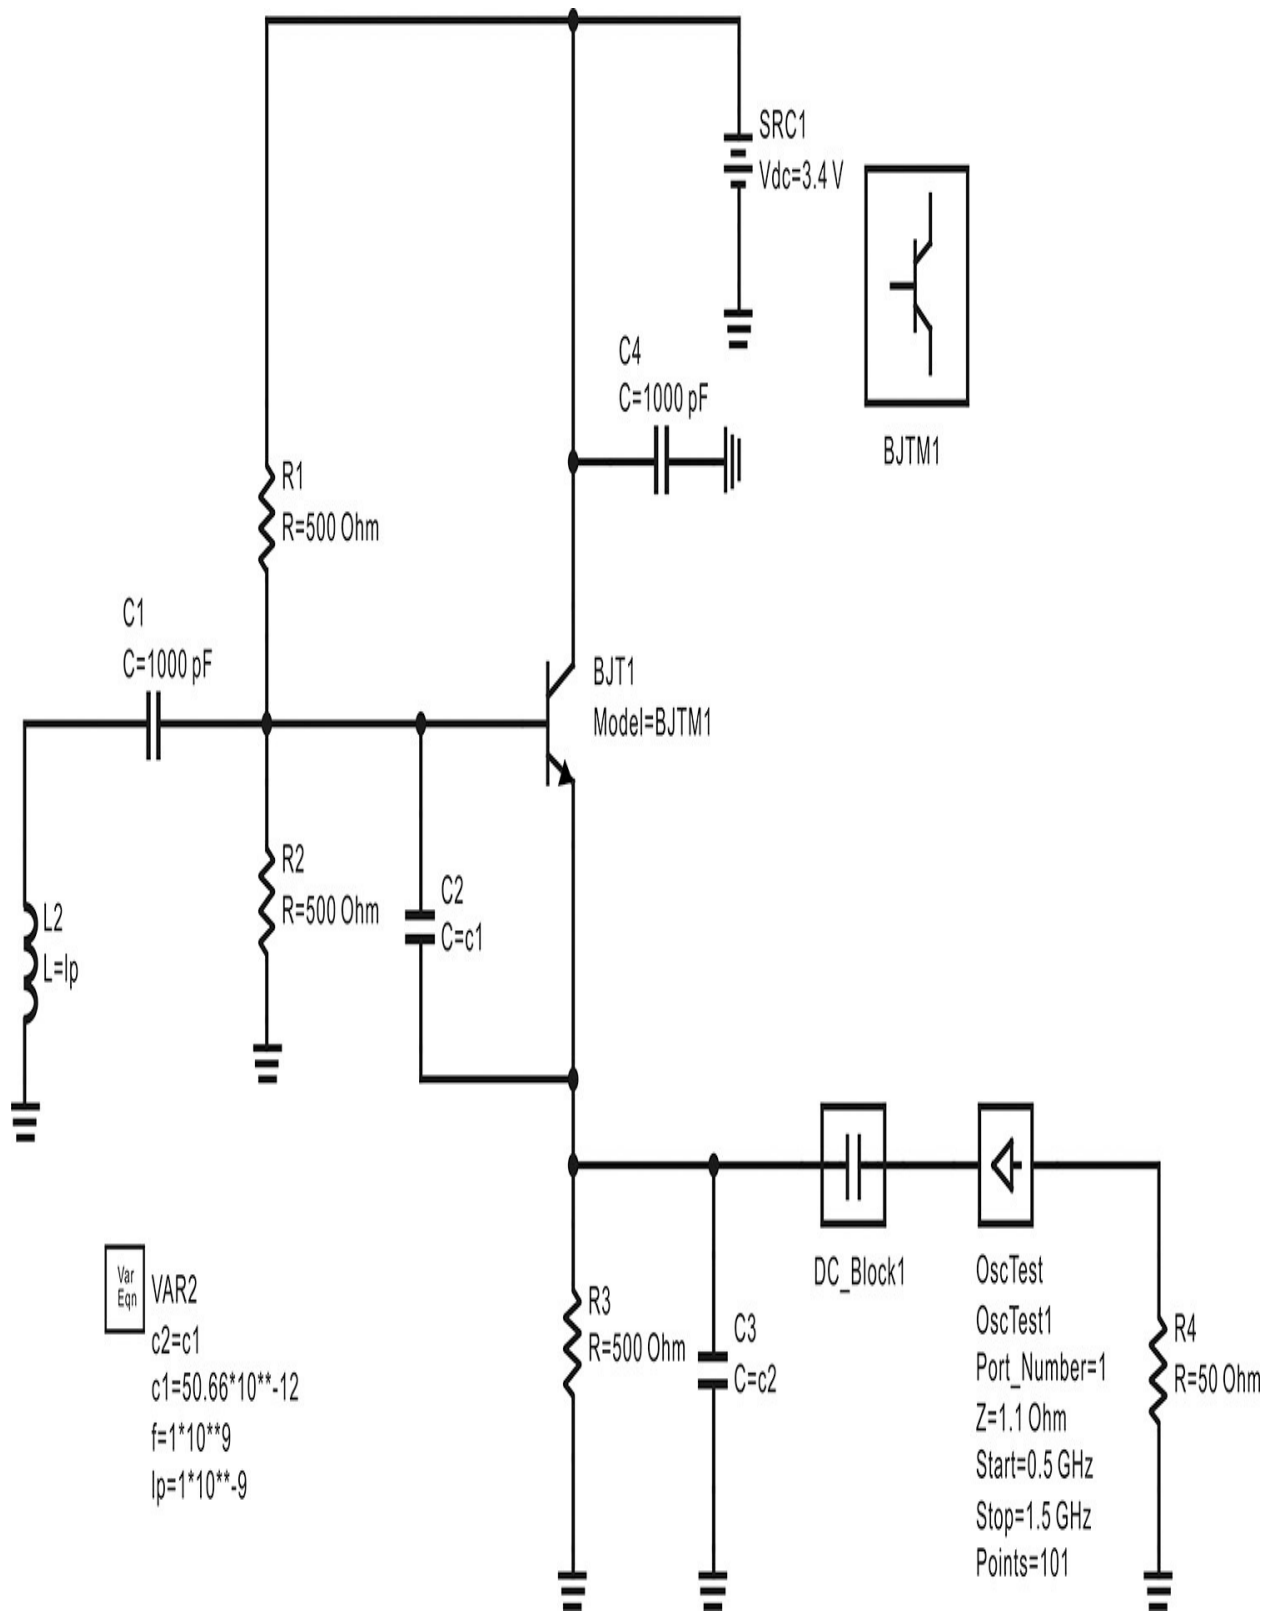 SRC1
Vdc=3.4 V
C4
C=1000 pF
BJTM1
R1
R=500 Ohm
C1
C=1000 pF
BJT1
Model=BJTM1
R2
R=500 Ohm
C2
C=c1
L2
L=lp
Var
Eqn
VAR2
c2=c1
c1=50.66*10**-12
f=1*10**9
lp=1*10**-9
R3
R=500 Ohm
C3
C=c2
DC_Block1
OscTest
OscTest1
Port_Number=1
Z=1.1 Ohm
Start=0.5 GHz
Stop=1.5 GHz
Points=101
R4
R=50 Ohm